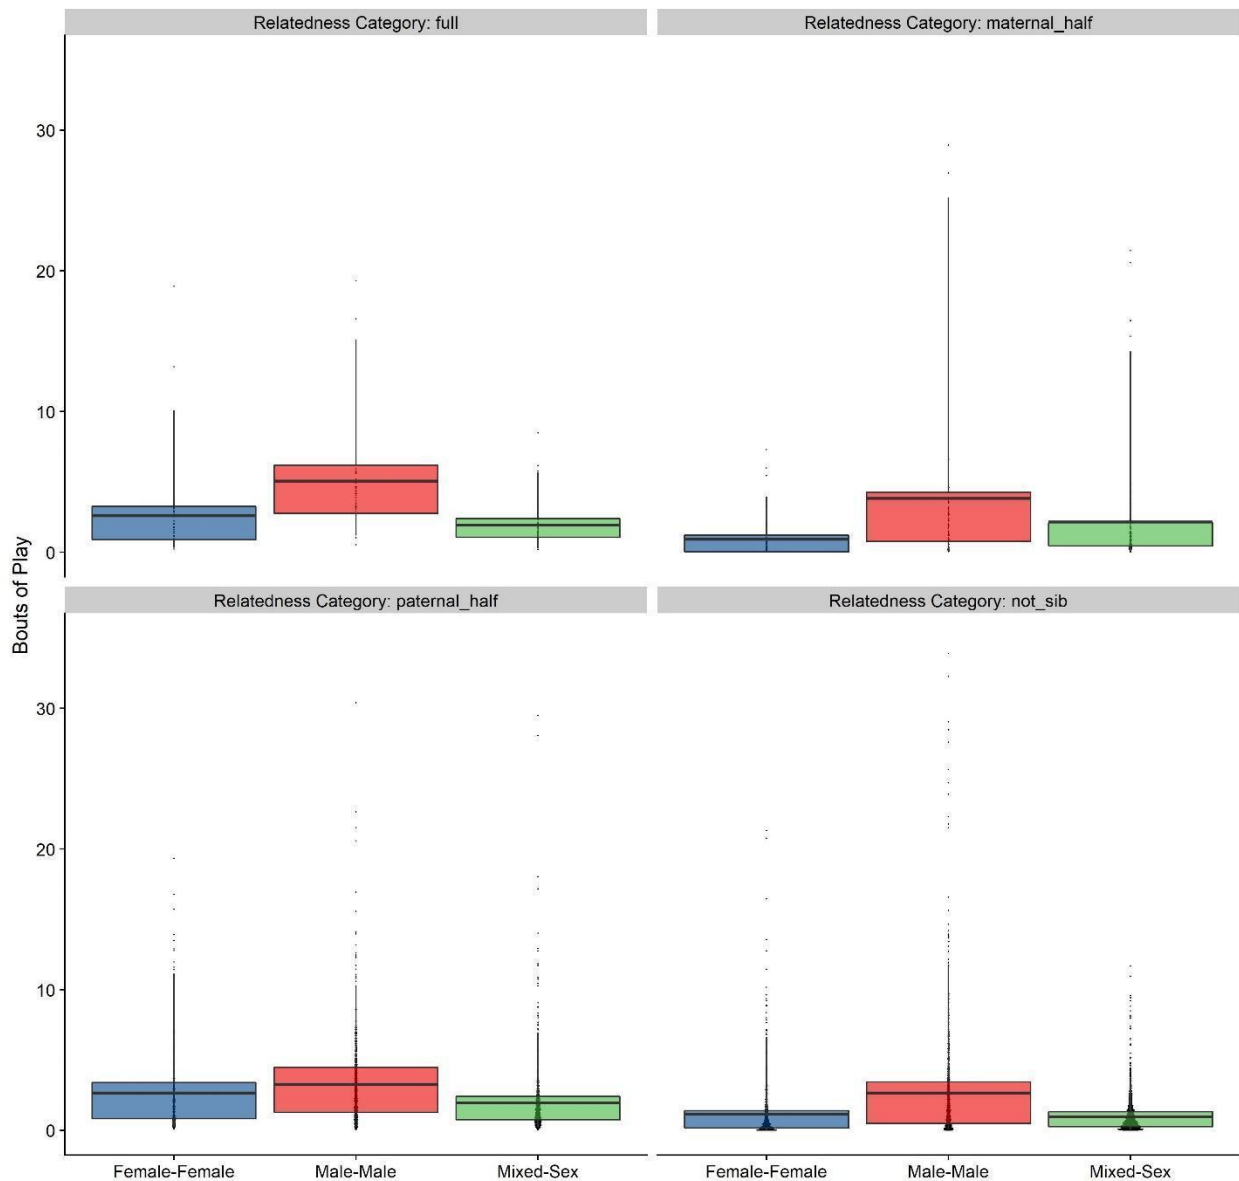 Relatedness Category: full
Relatedness Category: maternal_half
30
20
10
0
Bouts of Play
Relatedness Category: paternal_half
Relatedness Category: not_sib
30
20
10
0
Female-Female
Male-Male
Mixed-Sex
Female-Female
Male-Male
Mixed-Sex